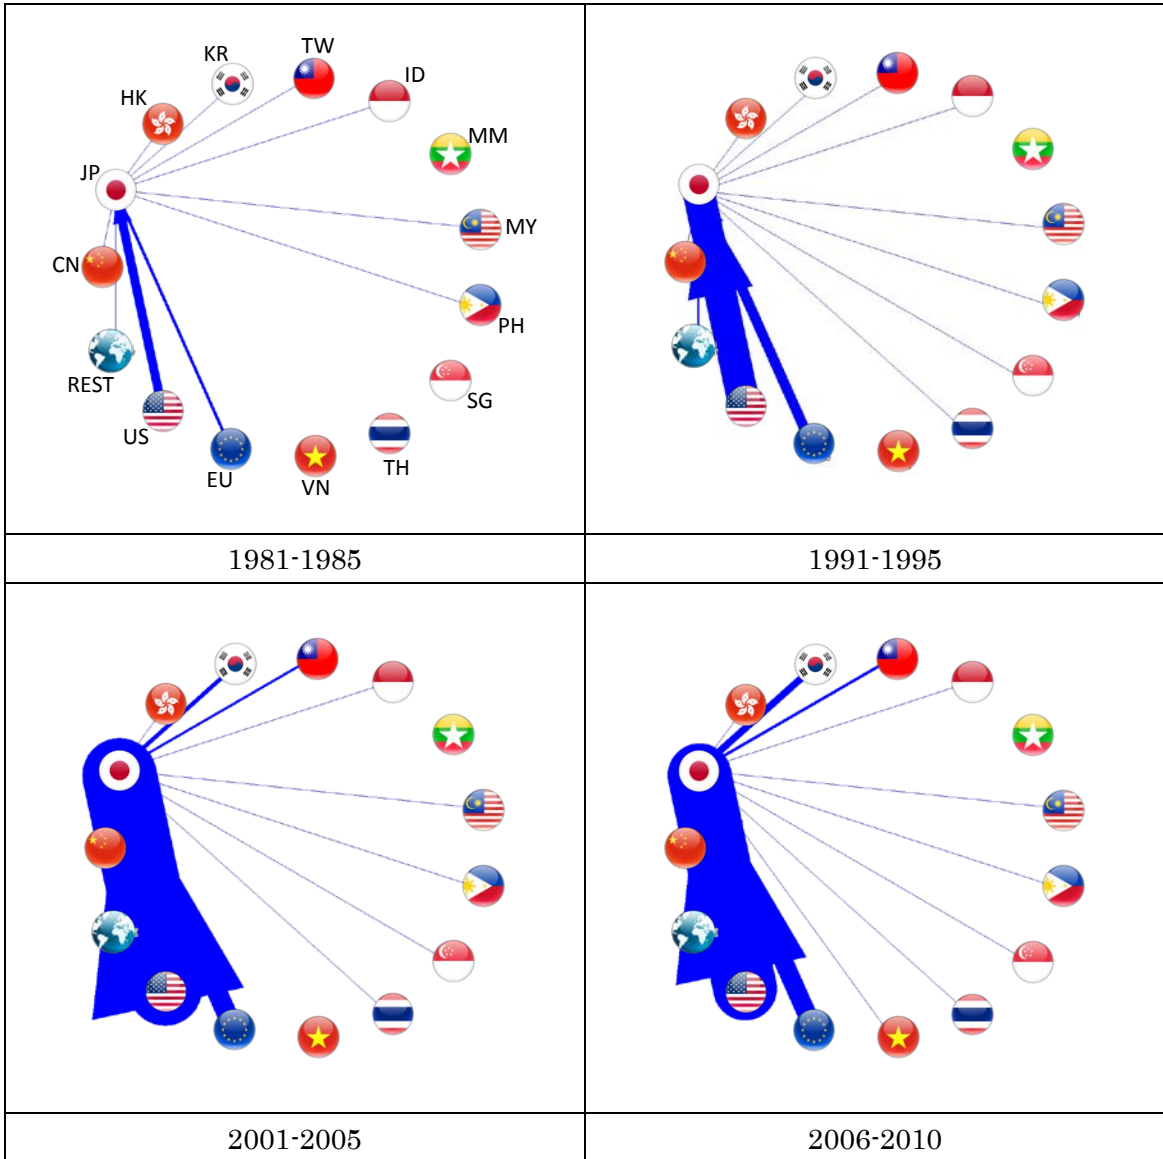 KR
TW
ID
HK
MM
JP
MY
CN
PH
REST
SG
US
TH
EU
VN
1981-1985
1991-1995
2001-2005
2006-2010